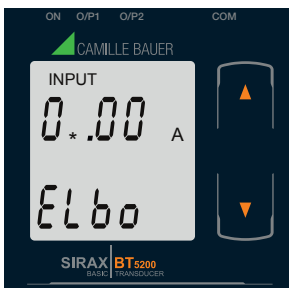 ON O/P1 O/P2 COM
CAMILLE BAUER
INPUT
0*.00 A
ELbo
SIRAX BT5200
BASIC TRANSDUCER